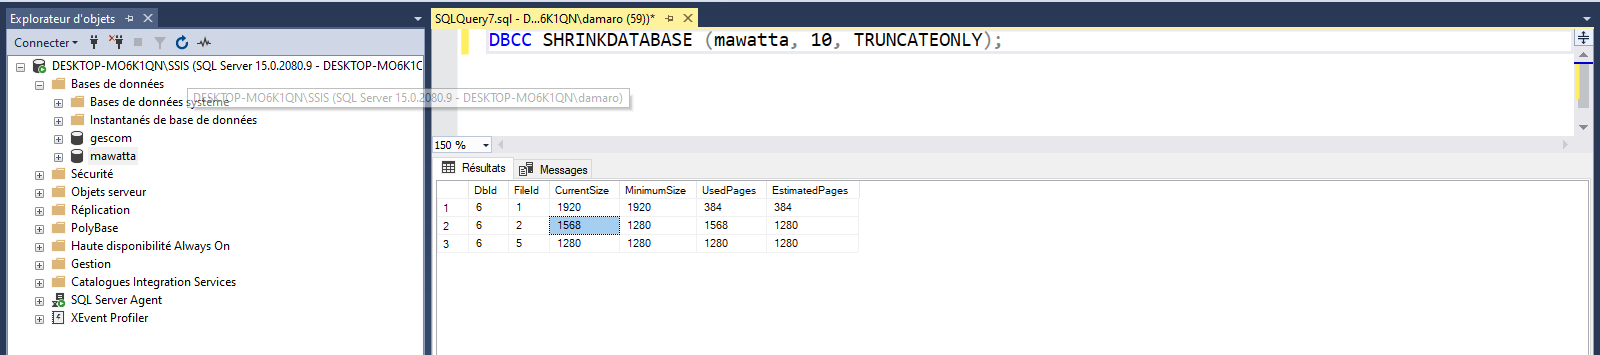 Explorateur d'objets
Connecter
DESKTOP-MO6K1QN\SSIS (SQL Server 15.0.2080.9 - DESKTOP-MO6K1C
Bases de données
Bases de données système
DESKTOP-MO6K1QN\SSIS (SQL Server 15.0.2080.9 - DESKTOP-MO6K1QN\damaro)
Instantanés de base de données
gescom
mawatta
Sécurité
Objets serveur
Réplication
PolyBase
Haute disponibilité Always On
Gestion
Catalogues Integration Services
SQL Server Agent
XEvent Profiler
SQLQuery7.sql - D...6K1QN\damaro (59))*
DBCC SHRINKDATABASE (mawatta, 10, TRUNCATEONLY);
150 %
Résultats Messages
DbId FileId CurrentSize MinimumSize UsedPages EstimatedPages
1 6 1 1920 1920 384 384
2 6 2 1568 1280 1568 1280
3 6 5 1280 1280 1280 1280